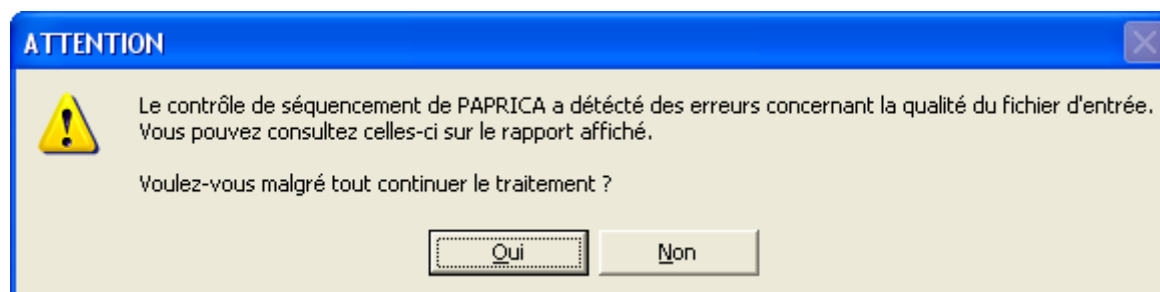 ATTENTION
Le contrôle de séquencement de PAPRICA a détécté des erreurs concernant la qualité du fichier d'entrée.
Vous pouvez consultez celles-ci sur le rapport affiché.
Voulez-vous malgré tout continuer le traitement ?
Oui
Non